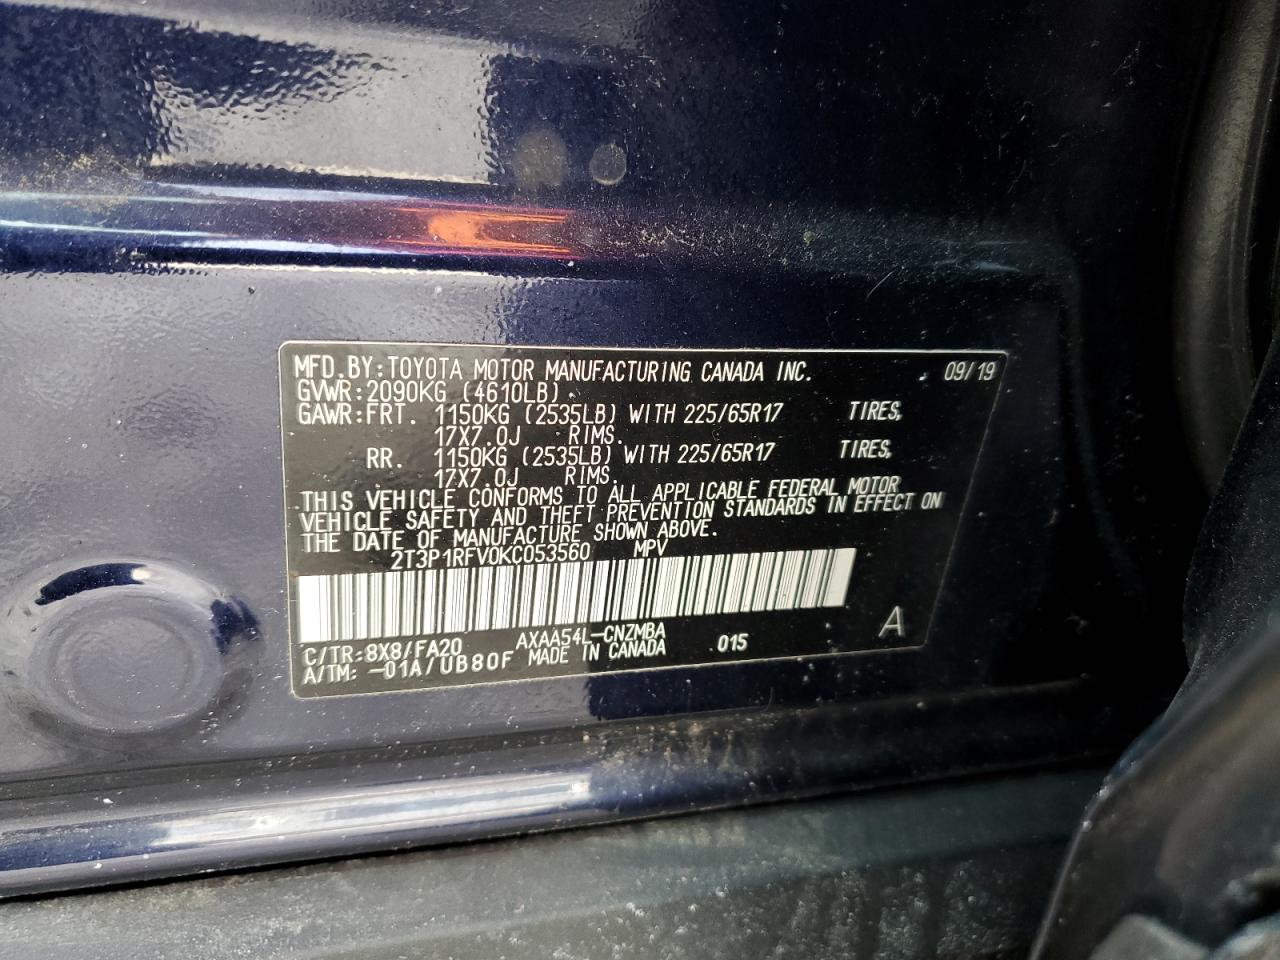 MFD.BY:TOYOTA MOTOR MANUFACTURING CANADA INC. 09/19
GVWR:2090KG (4610LB)
GAWR:FRT. 1150KG (2535LB) WITH 225/65R17 TIRES,
17X7.0J RIMS.
RR. 1150KG (2535LB) WITH 225/65R17 TIRES,
17X7.0J RIMS.
THIS VEHICLE CONFORMS TO ALL APPLICABLE FEDERAL MOTOR
VEHICLE SAFETY AND THEFT PREVENTION STANDARDS IN EFFECT ON
THE DATE OF MANUFACTURE SHOWN ABOVE.
2T3P1RFV0KC053560 MPV
C/TR:8X8/FA20 AXAA54L-CNZMBA 015 A
A/TM: -01A/UB80F MADE IN CANADA